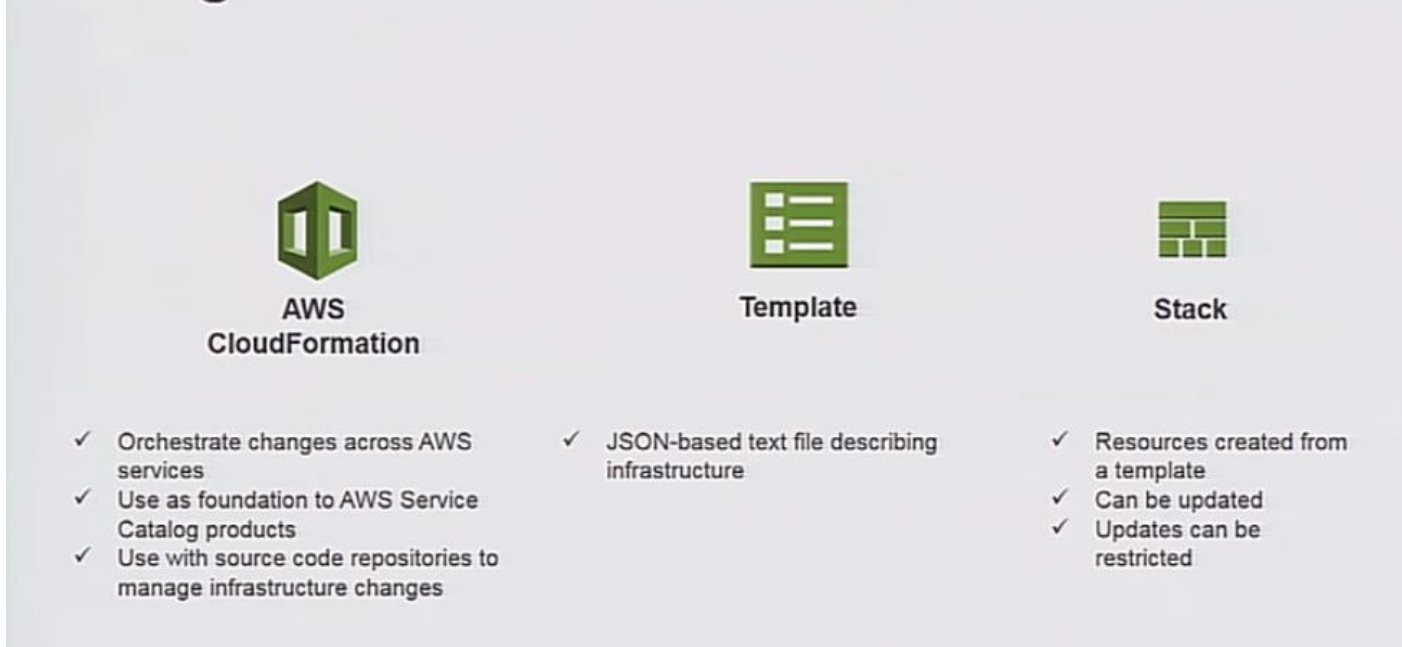 AWS
CloudFormation
✓ Orchestrate changes across AWS
services
✓ Use as foundation to AWS Service
Catalog products
✓ Use with source code repositories to
manage infrastructure changes
Template
✓ JSON-based text file describing
infrastructure
Stack
✓ Resources created from
a template
✓ Can be updated
✓ Updates can be
restricted